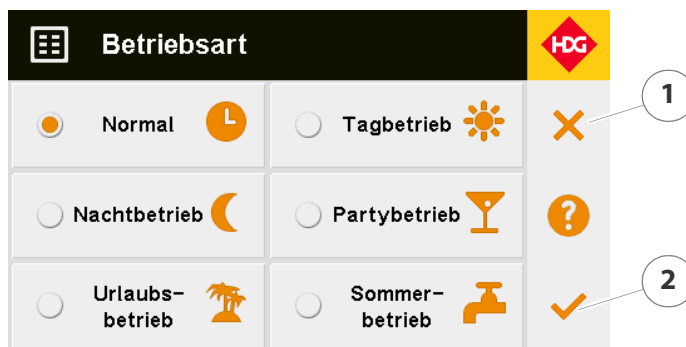 Betriebsart
HDG
1
Normal
Tagbetrieb
Nachtbetrieb
Partybetrieb
?
2
Urlaubs-
betrieb
Sommer-
betrieb